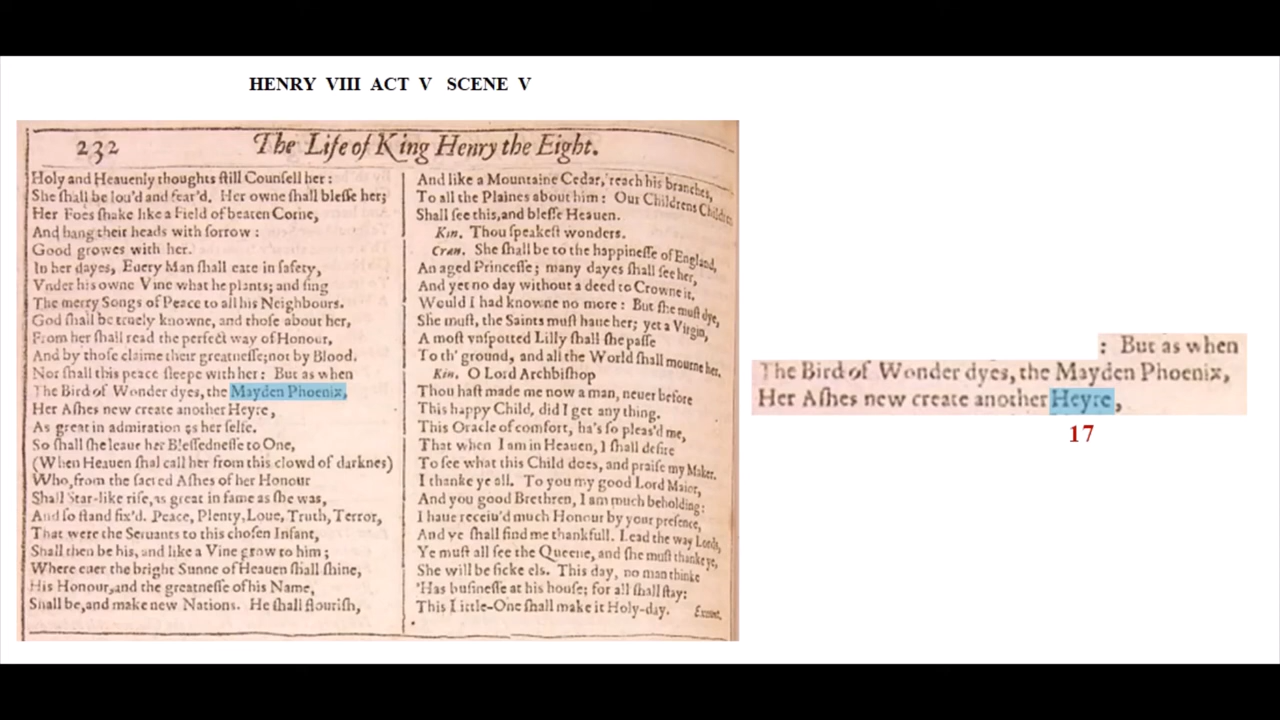 HENRY VIII ACT V SCENE V
232
The Life of King Henry the Eight.
Holy and Heauenly thoughts ſtill Counſell her:
She ſhall be lou'd and fear'd. Her owne ſhall bleſſe her;
Her Foes ſhake like a Field of beaten Corne,
And hang their heads with ſorrow:
Good growes with her.
In her dayes, Euery Man ſhall eate in ſafety,
Vnder his owne Vine what he plants; and ſing
The merry Songs of Peace to all his Neighbours.
God ſhall be truely knowne, and thoſe about her,
From her ſhall read the perfect way of Honour,
And by thoſe claime their greatneſſe; not by Blood.
Nor ſhall this peace ſleepe with her: But as when
The Bird of Wonder dyes, the Mayden Phoenix,
Her Aſhes new create another Heyre,
As great in admiration as her ſelfe.
So ſhall ſhe leaue her Bleſſedneſſe to One,
(When Heauen ſhal call her from this clowd of darknes)
Who, from the ſacred Aſhes of her Honour
Shall Star-like riſe, as great in fame as ſhe was,
And ſo ſtand fix'd. Peace, Plenty, Loue, Truth, Terror,
That were the Seruants to this choſen Infant,
Shall then be his, and like a Vine grow to him;
Where euer the bright Sunne of Heauen ſhall ſhine,
His Honour, and the greatneſſe of his Name,
Shall be, and make new Nations. He ſhall flouriſh,
And like a Mountaine Cedar, reach his branches,
To all the Plaines about him: Our Childrens Children
Shall ſee this, and bleſſe Heauen.
Kin. Thou ſpeakeſt wonders.
Cran. She ſhall be to the happineſſe of England,
An aged Princeſſe; many dayes ſhall ſee her,
And yet no day without a deed to Crowne it.
Would I had knowne no more: But ſhe muſt dye,
She muſt, the Saints muſt haue her; yet a Virgin,
A moſt vnſpotted Lilly ſhall ſhe paſſe
To th' ground, and all the World ſhall mourne her.
Kin. O Lord Archbiſhop
Thou haſt made me now a man, neuer before
This happy Child, did I get any thing.
This Oracle of comfort, ha's ſo pleas'd me,
That when I am in Heauen, I ſhall deſire
To ſee what this Child does, and praiſe my Maker.
I thanke ye all. To you my good Lord Maior,
And you good Brethren, I am much beholding:
I haue receiu'd much Honour by your preſence,
And ye ſhall find me thankfull. Lead the way Lords,
Ye muſt all ſee the Queene, and ſhe muſt thanke ye,
She will be ſicke els. This day, no man thinke
'Has buſineſſe at his houſe; for all ſhall ſtay:
This Little-One ſhall make it Holy-day. Exeunt.
: But as when
The Bird of Wonder dyes, the Mayden Phoenix,
Her Aſhes new create another Heyre,
17